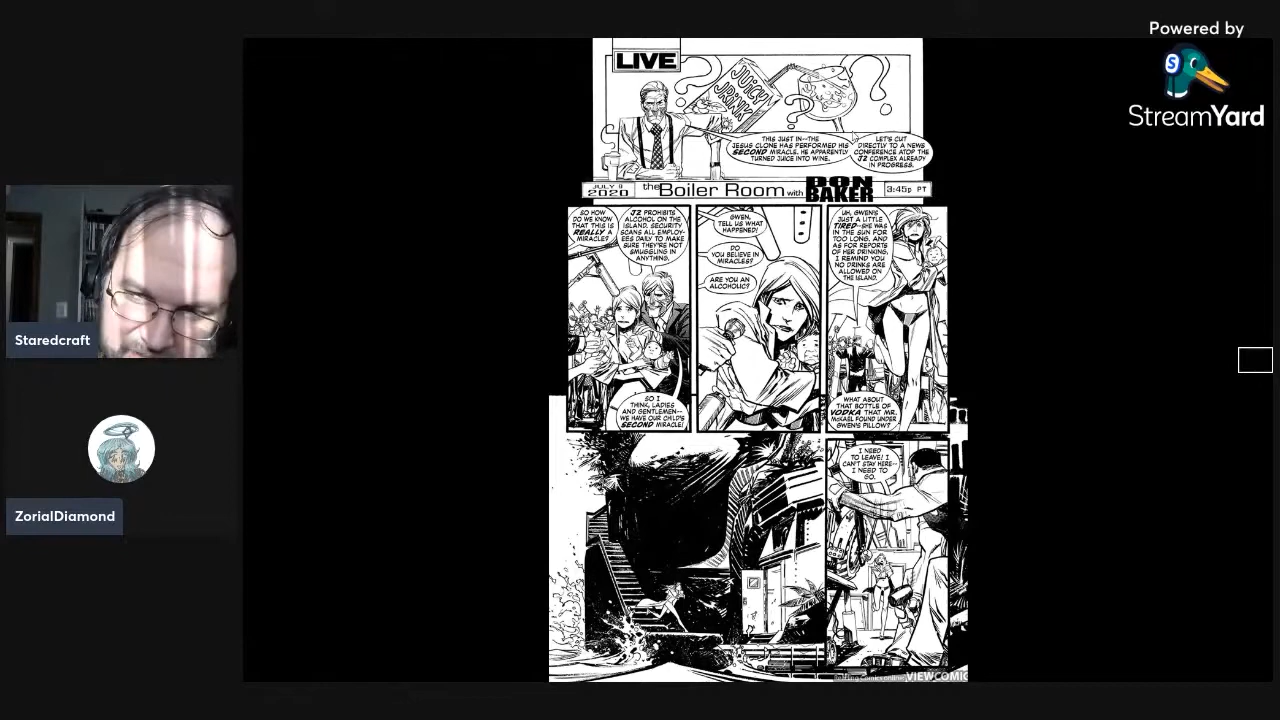 Powered by
StreamYard
Staredcraft
ZorialDiamond
LIVE
JUICY
DRINK
THIS JUST IN--THE
JESUS CLONE HAS PERFORMED HIS
SECOND MIRACLE. HE APPARENTLY
TURNED JUICE INTO WINE.
LET'S CUT
DIRECTLY TO A NEWS
CONFERENCE ATOP THE
J2 COMPLEX ALREADY
IN PROGRESS.
2020
the Boiler Room with
BAKER
3:45p PT
SO HOW
DO WE KNOW
THAT THIS IS
REALLY A
MIRACLE?
J2 PROHIBITS
ALCOHOL ON THE
ISLAND. SECURITY
SCANS ALL EMPLOY-
EES DAILY TO MAKE
SURE THEY'RE NOT
SMUGGLING IN
ANYTHING.
SO I
THINK, LADIES
AND GENTLEMEN--
WE HAVE OUR CHILD'S
SECOND MIRACLE!
GWEN,
TELL US WHAT
HAPPENED!
DO
YOU BELIEVE IN
MIRACLES?
ARE YOU AN
ALCOHOLIC?
UH, GWEN'S
JUST A LITTLE
TIRED--SHE WAS
IN THE SUN FOR
TOO LONG. AND
AS FOR REPORTS
OF HER DRINKING,
I REMIND YOU
NO DRINKS ARE
ALLOWED ON
THE ISLAND.
WHAT ABOUT
THAT BOTTLE OF
VODKA THAT MR.
FOUND UNDER
GWEN'S PILLOW?
I NEED
TO LEAVE! I
CAN'T STAY HERE--
I NEED TO
GO.
VIEWCOMIC